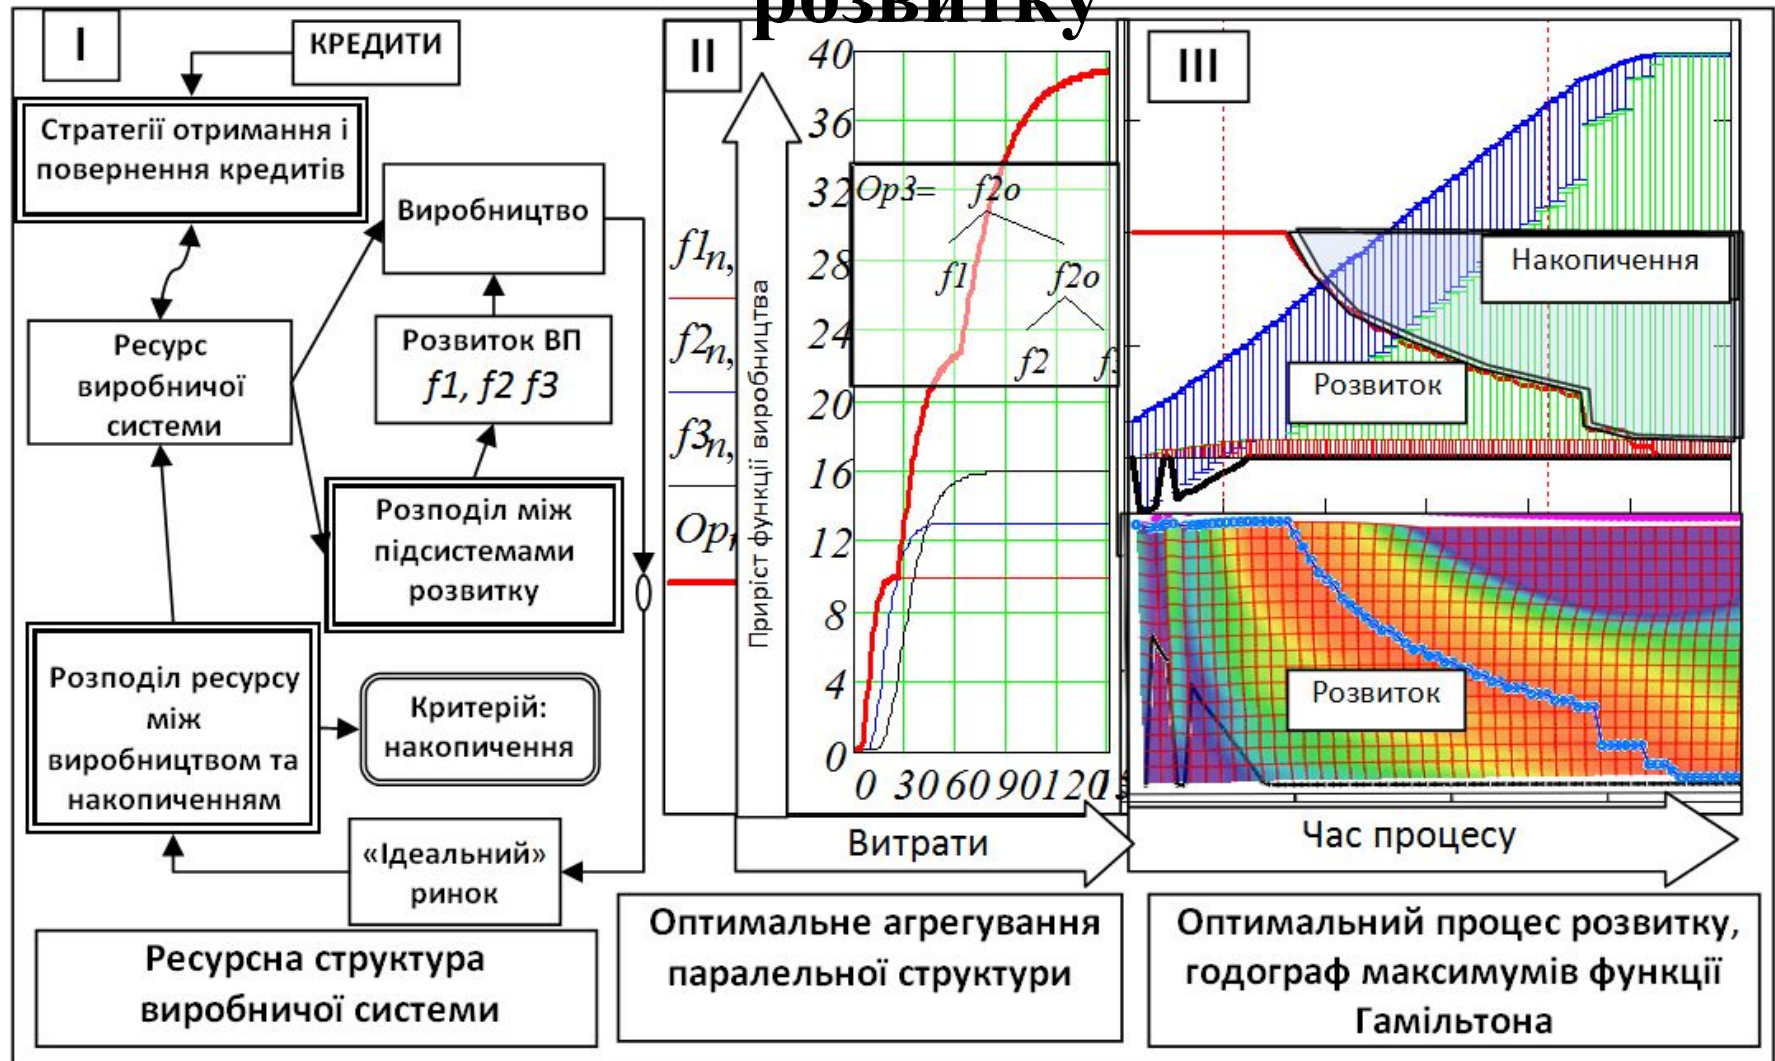 розвитку
I
КРЕДИТИ
Стратегії отримання і
повернення кредитів
Виробництво
Ресурс
виробничої
системи
Розвиток ВП
f1, f2 f3
Розподіл між
підсистемами
розвитку
Розподіл ресурсу
між
виробництвом та
накопиченням
Критерій:
накопичення
«Ідеальний»
ринок
Ресурсна структура
виробничої системи
II
f1n,
f2n,
f3n,
Opn
Приріст функції виробництва
40
36
32
28
24
20
16
12
8
4
0
Op3= f2o
f1 f2o
f2 f3
0 30 60 90 120
Витрати
Оптимальне агрегування
паралельної структури
III
Накопичення
Розвиток
Розвиток
Час процесу
Оптимальний процес розвитку,
годограф максимумів функції
Гамільтона